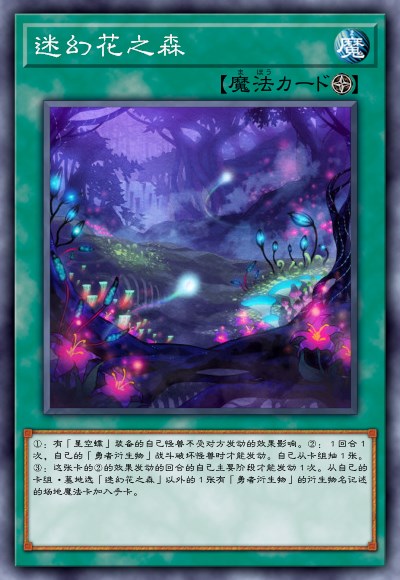 迷幻花之森
魔
【魔法カード】
まほう
①：有「星空蝶」装备的自己怪兽不受对方发动的效果影响。②：1回合1
次，自己的「勇者衍生物」战斗破坏怪兽时才能发动。自己从卡组抽1张。
③：这张卡的②的效果发动的回合的自己主要阶段才能发动1次。从自己的
卡组·墓地选「迷幻花之森」以外的1张有「勇者衍生物」的衍生物名记述
的场地魔法卡加入手卡。